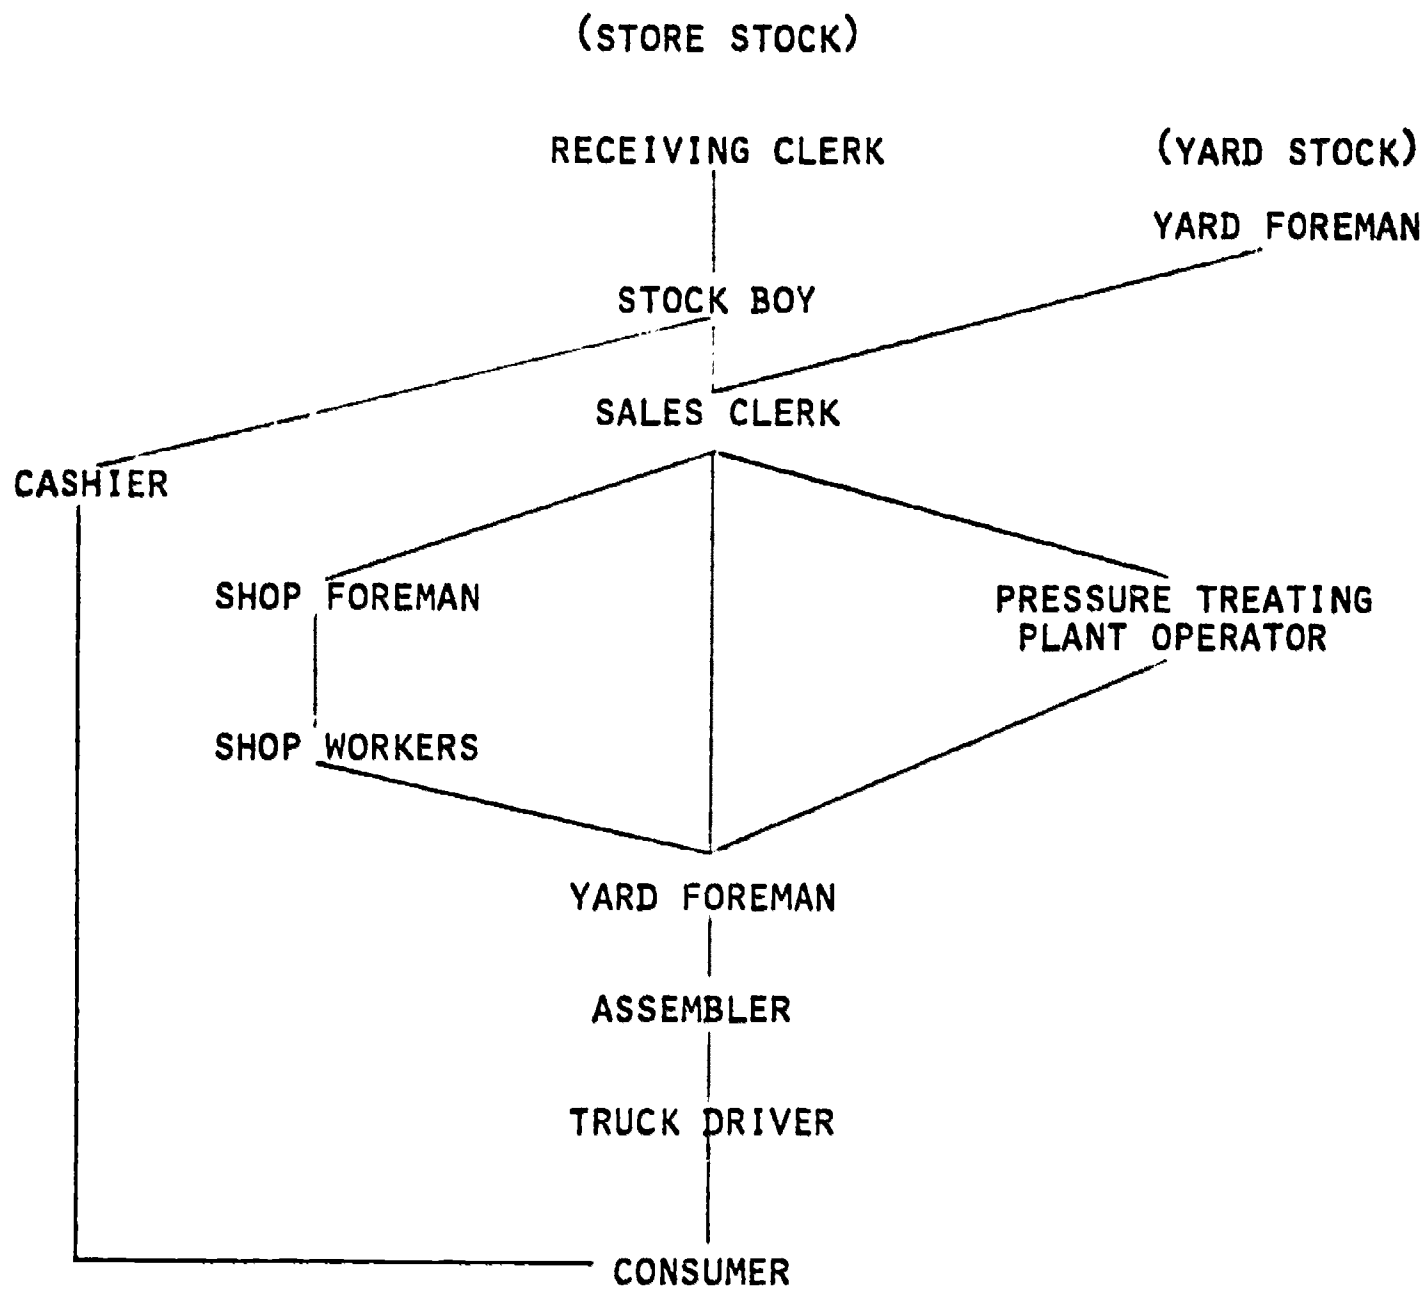 (STORE STOCK)
RECEIVING CLERK
(YARD STOCK)
YARD FOREMAN
STOCK BOY
SALES CLERK
CASHIER
SHOP FOREMAN
PRESSURE TREATING
PLANT OPERATOR
SHOP WORKERS
YARD FOREMAN
ASSEMBLER
TRUCK DRIVER
CONSUMER